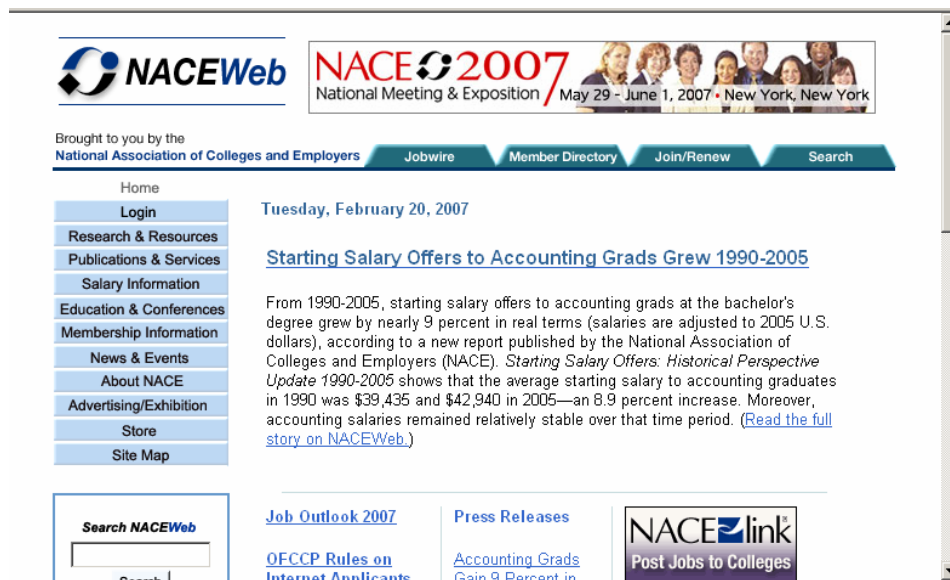 NACEWeb
NACE 2007
National Meeting & Exposition
May 29 - June 1, 2007 • New York, New York
Brought to you by the
National Association of Colleges and Employers
Jobwire
Member Directory
Join/Renew
Search
Home
Login
Research & Resources
Publications & Services
Salary Information
Education & Conferences
Membership Information
News & Events
About NACE
Advertising/Exhibition
Store
Site Map
Search NACEWeb
Search
Tuesday, February 20, 2007
Starting Salary Offers to Accounting Grads Grew 1990-2005
From 1990-2005, starting salary offers to accounting grads at the bachelor's
degree grew by nearly 9 percent in real terms (salaries are adjusted to 2005 U.S.
dollars), according to a new report published by the National Association of
Colleges and Employers (NACE). Starting Salary Offers: Historical Perspective
Update 1990-2005 shows that the average starting salary to accounting graduates
in 1990 was $39,435 and $42,940 in 2005—an 8.9 percent increase. Moreover,
accounting salaries remained relatively stable over that time period. (Read the full
story on NACEWeb.)
Job Outlook 2007
OFCCP Rules on
Internet Applicants
Press Releases
Accounting Grads
Gain 9 Percent in
NACElink®
Post Jobs to Colleges